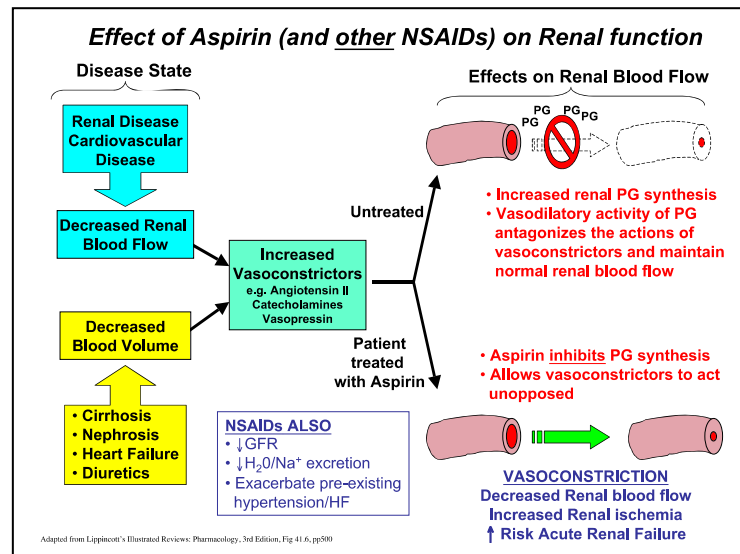 Effect of Aspirin (and other NSAIDs) on Renal function
Disease State
Renal Disease
Cardiovascular
Disease
Decreased Renal
Blood Flow
Decreased
Blood Volume
• Cirrhosis
• Nephrosis
• Heart Failure
• Diuretics
Increased
Vasoconstrictors
e.g. Angiotensin II
Catecholamines
Vasopressin
Untreated
Patient
treated
with Aspirin
Effects on Renal Blood Flow
PG PG PG PG
• Increased renal PG synthesis
• Vasodilatory activity of PG
antagonizes the actions of
vasoconstrictors and maintain
normal renal blood flow
• Aspirin inhibits PG synthesis
• Allows vasoconstrictors to act
unopposed
NSAIDs ALSO
• ↓GFR
• ↓H₂0/Na⁺ excretion
• Exacerbate pre-existing
hypertension/HF
VASOCONSTRICTION
Decreased Renal blood flow
Increased Renal ischemia
↑ Risk Acute Renal Failure
Adapted from Lippincott's Illustrated Reviews: Pharmacology, 3rd Edition, Fig 41.6, pp500